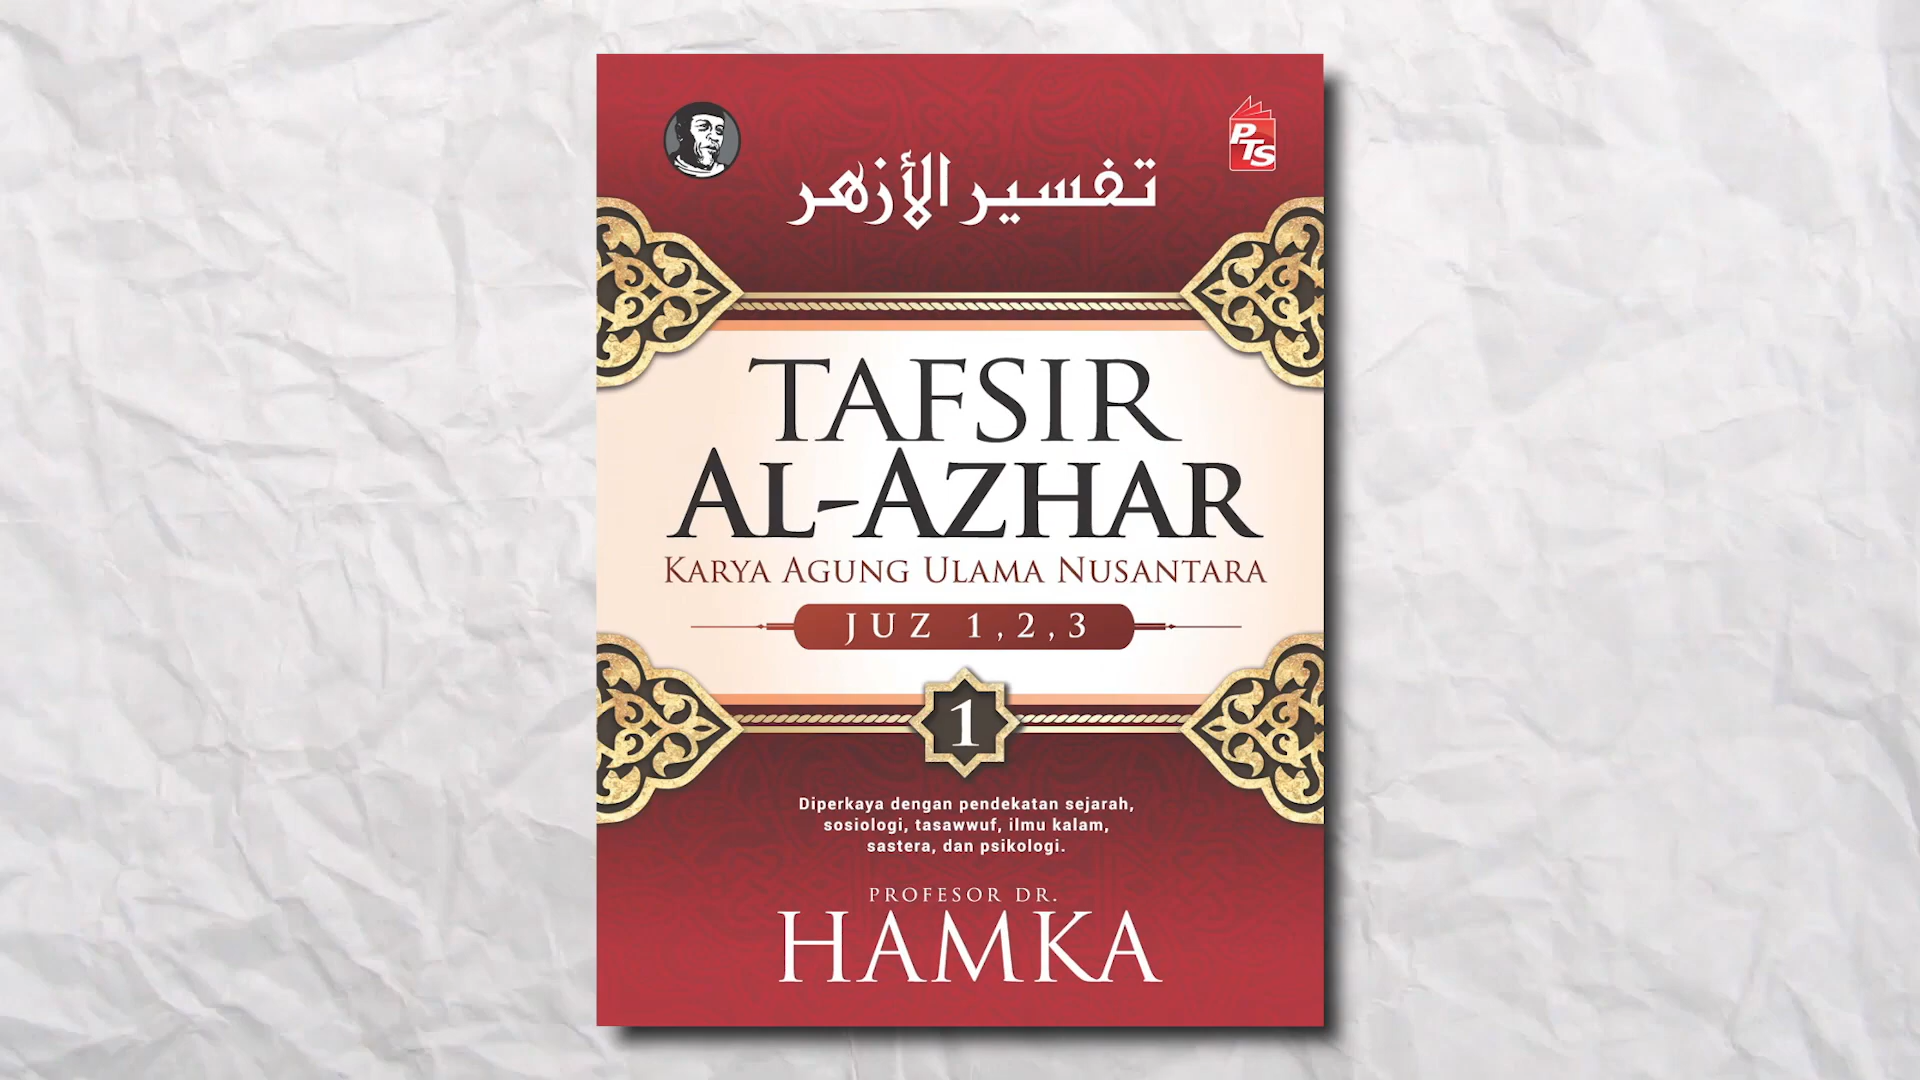 PTS
تفسير الأزهر
TAFSIR
AL-AZHAR
KARYA AGUNG ULAMA NUSANTARA
JUZ 1,2,3
1
Diperkaya dengan pendekatan sejarah,
sosiologi, tasawwuf, ilmu kalam,
sastera, dan psikologi.
PROFESOR DR.
HAMKA